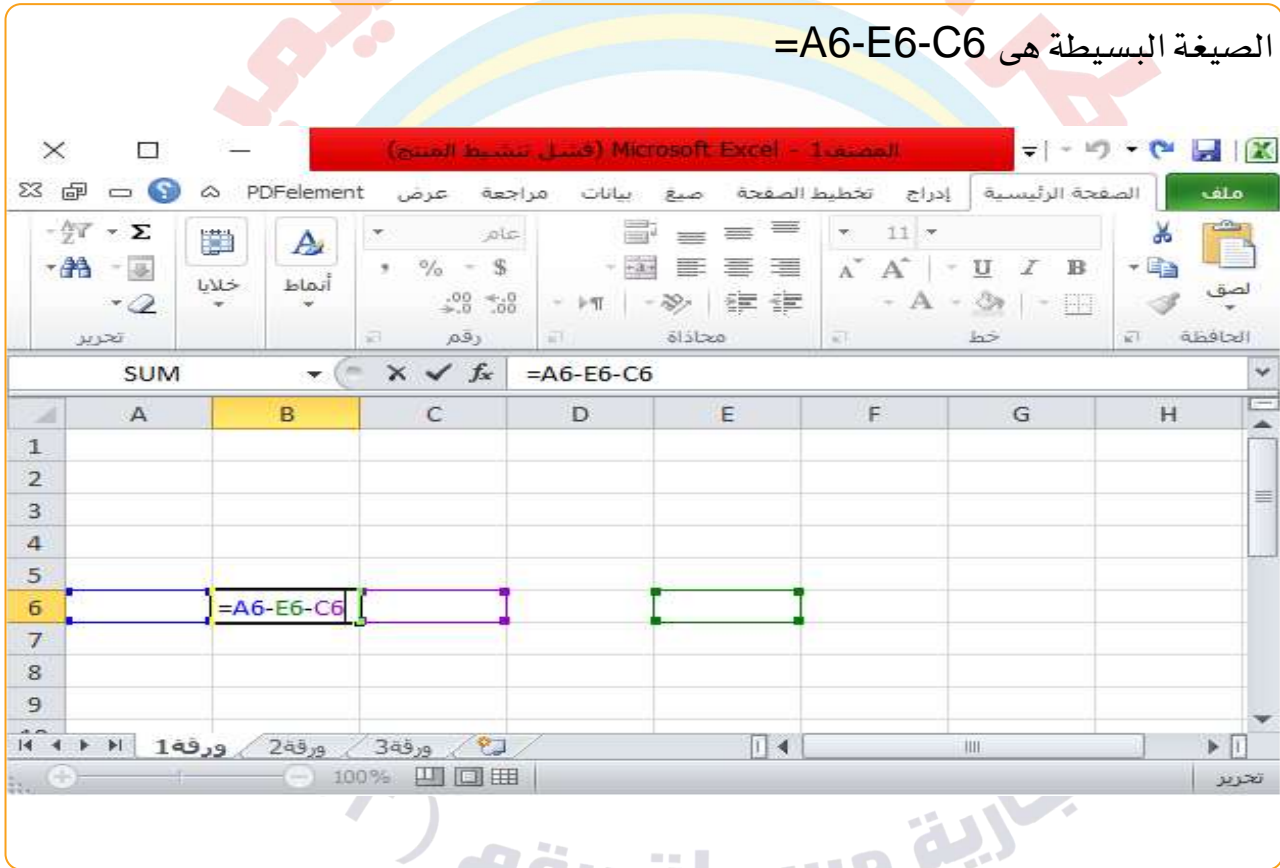 الصيغة البسيطة هى A6-E6-C6=
المصنف1 - Microsoft Excel (فشل تنشيط المنتج)
ملف الصفحة الرئيسية إدراج تخطيط الصفحة صيغ بيانات مراجعة عرض PDFelement
عام 11
لصق A A U I B % $ أنماط خلايا Σ
A
الحافظة خط محاذاة رقم تحرير
SUM fx =A6-E6-C6
A B C D E F G H
1
2
3
4
5
6 =A6-E6-C6
7
8
9
ورقة1 ورقة2 ورقة3
تحرير 100%